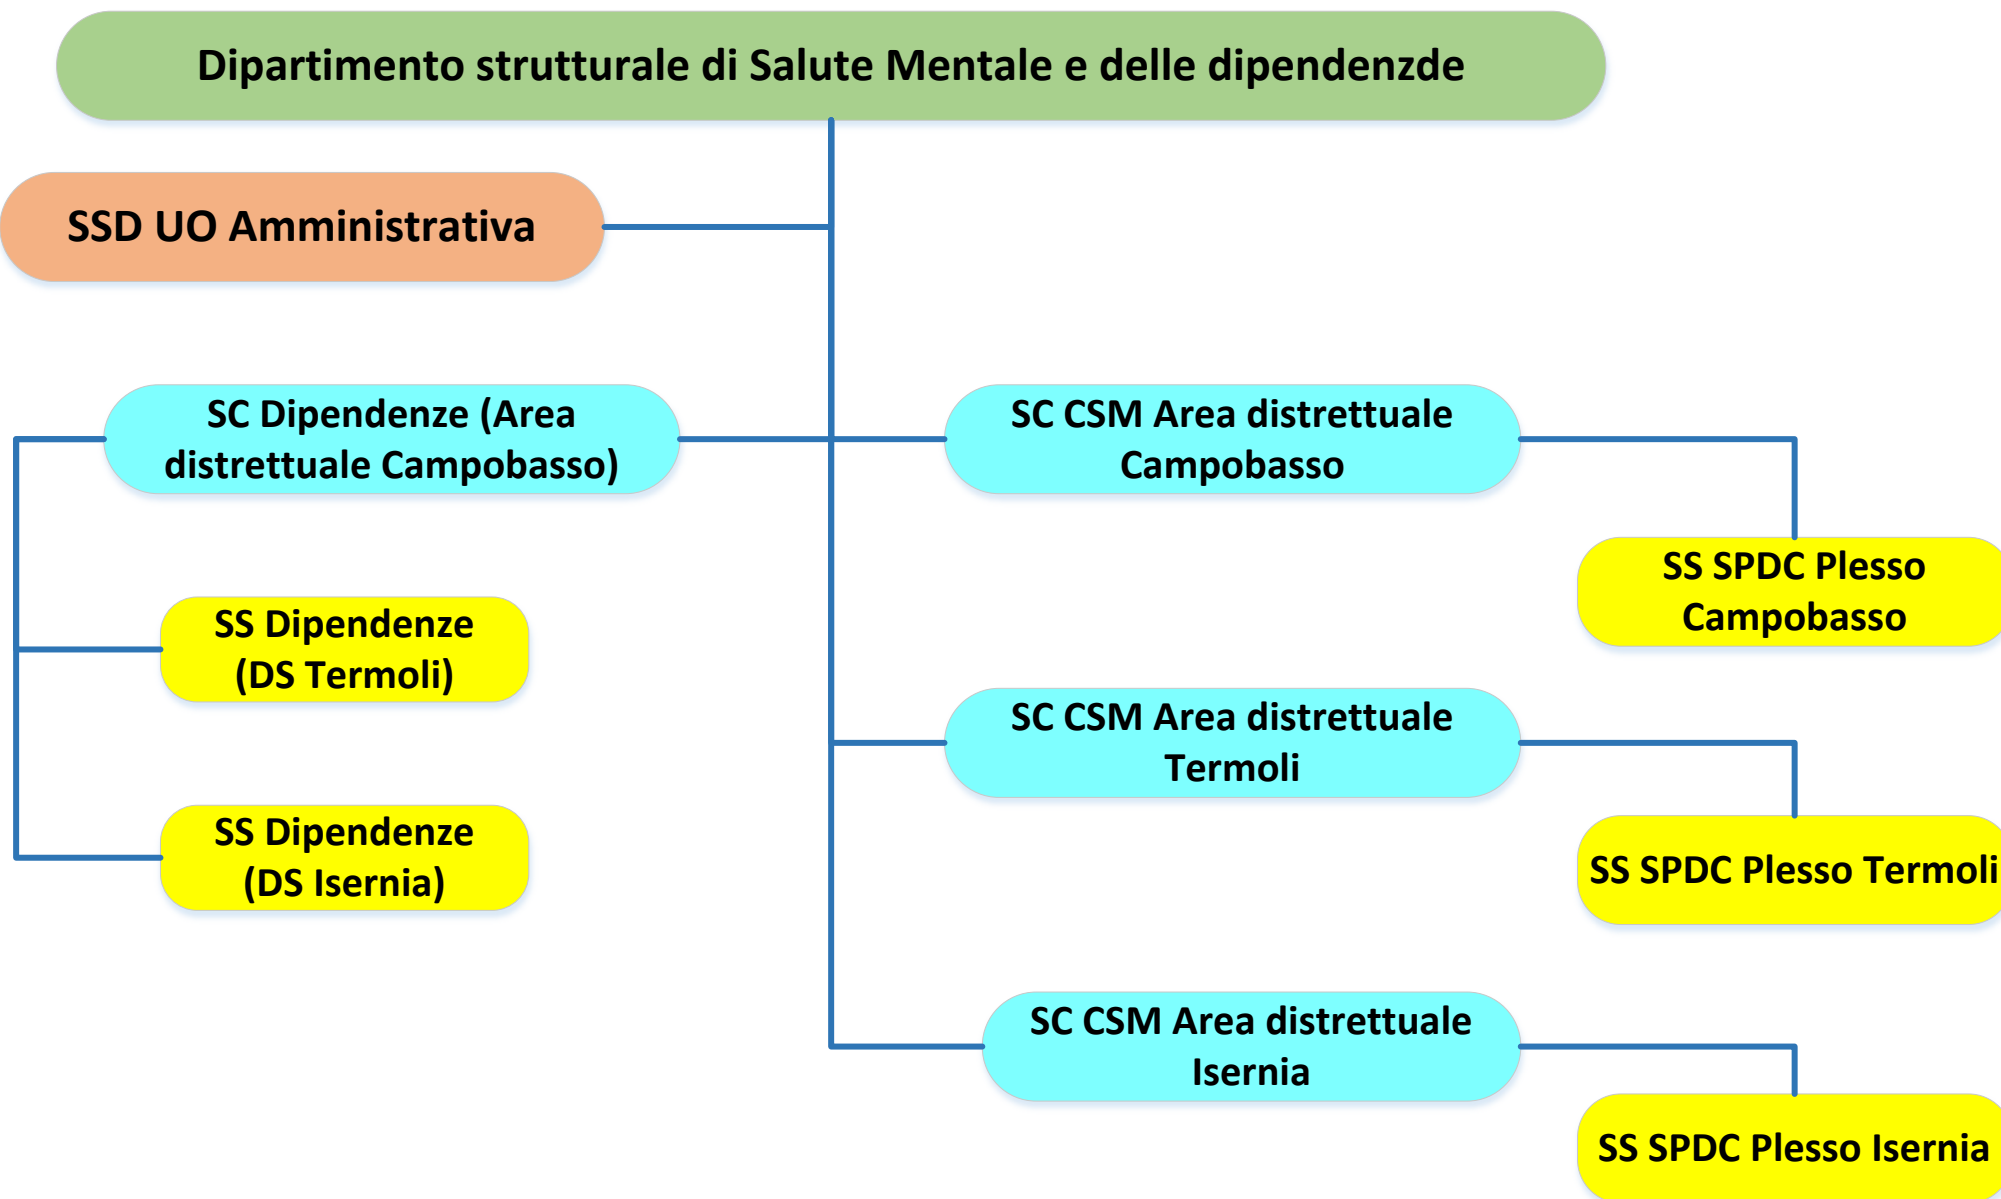 Dipartimento strutturale di Salute Mentale e delle dipendenzde
SSD UO Amministrativa
SC Dipendenze (Area
distrettuale Campobasso)
SS Dipendenze
(DS Termoli)
SS Dipendenze
(DS Isernia)
SC CSM Area distrettuale
Campobasso
SS SPDC Plesso
Campobasso
SC CSM Area distrettuale
Termoli
SS SPDC Plesso Termoli
SC CSM Area distrettuale
Isernia
SS SPDC Plesso Isernia